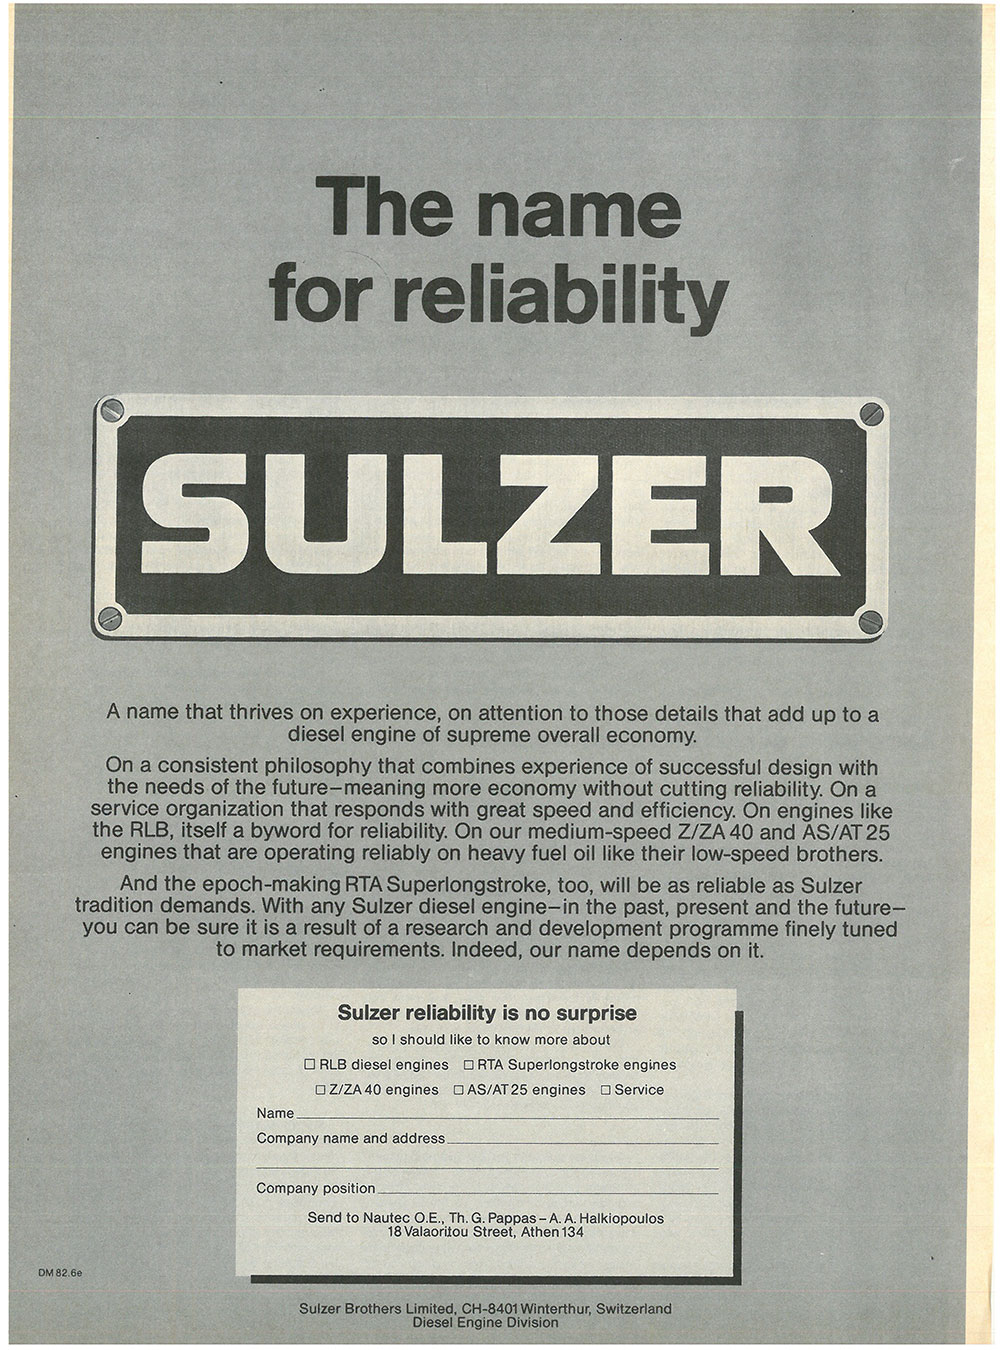 The name
for reliability
SULZER
A name that thrives on experience, on attention to those details that add up to a
diesel engine of supreme overall economy.
On a consistent philosophy that combines experience of successful design with
the needs of the future–meaning more economy without cutting reliability. On a
service organization that responds with great speed and efficiency. On engines like
the RLB, itself a byword for reliability. On our medium-speed Z/ZA 40 and AS/AT 25
engines that are operating reliably on heavy fuel oil like their low-speed brothers.
And the epoch-making RTA Superlongstroke, too, will be as reliable as Sulzer
tradition demands. With any Sulzer diesel engine–in the past, present and the future–
you can be sure it is a result of a research and development programme finely tuned
to market requirements. Indeed, our name depends on it.
Sulzer reliability is no surprise
so I should like to know more about
☐ RLB diesel engines ☐ RTA Superlongstroke engines
☐ Z/ZA 40 engines ☐ AS/AT 25 engines ☐ Service
Name
Company name and address
Company position
Send to Nautec O.E., Th. G. Pappas – A. A. Halkiopoulos
18 Valaoritou Street, Athen 134
DM 82.6e
Sulzer Brothers Limited, CH-8401 Winterthur, Switzerland
Diesel Engine Division